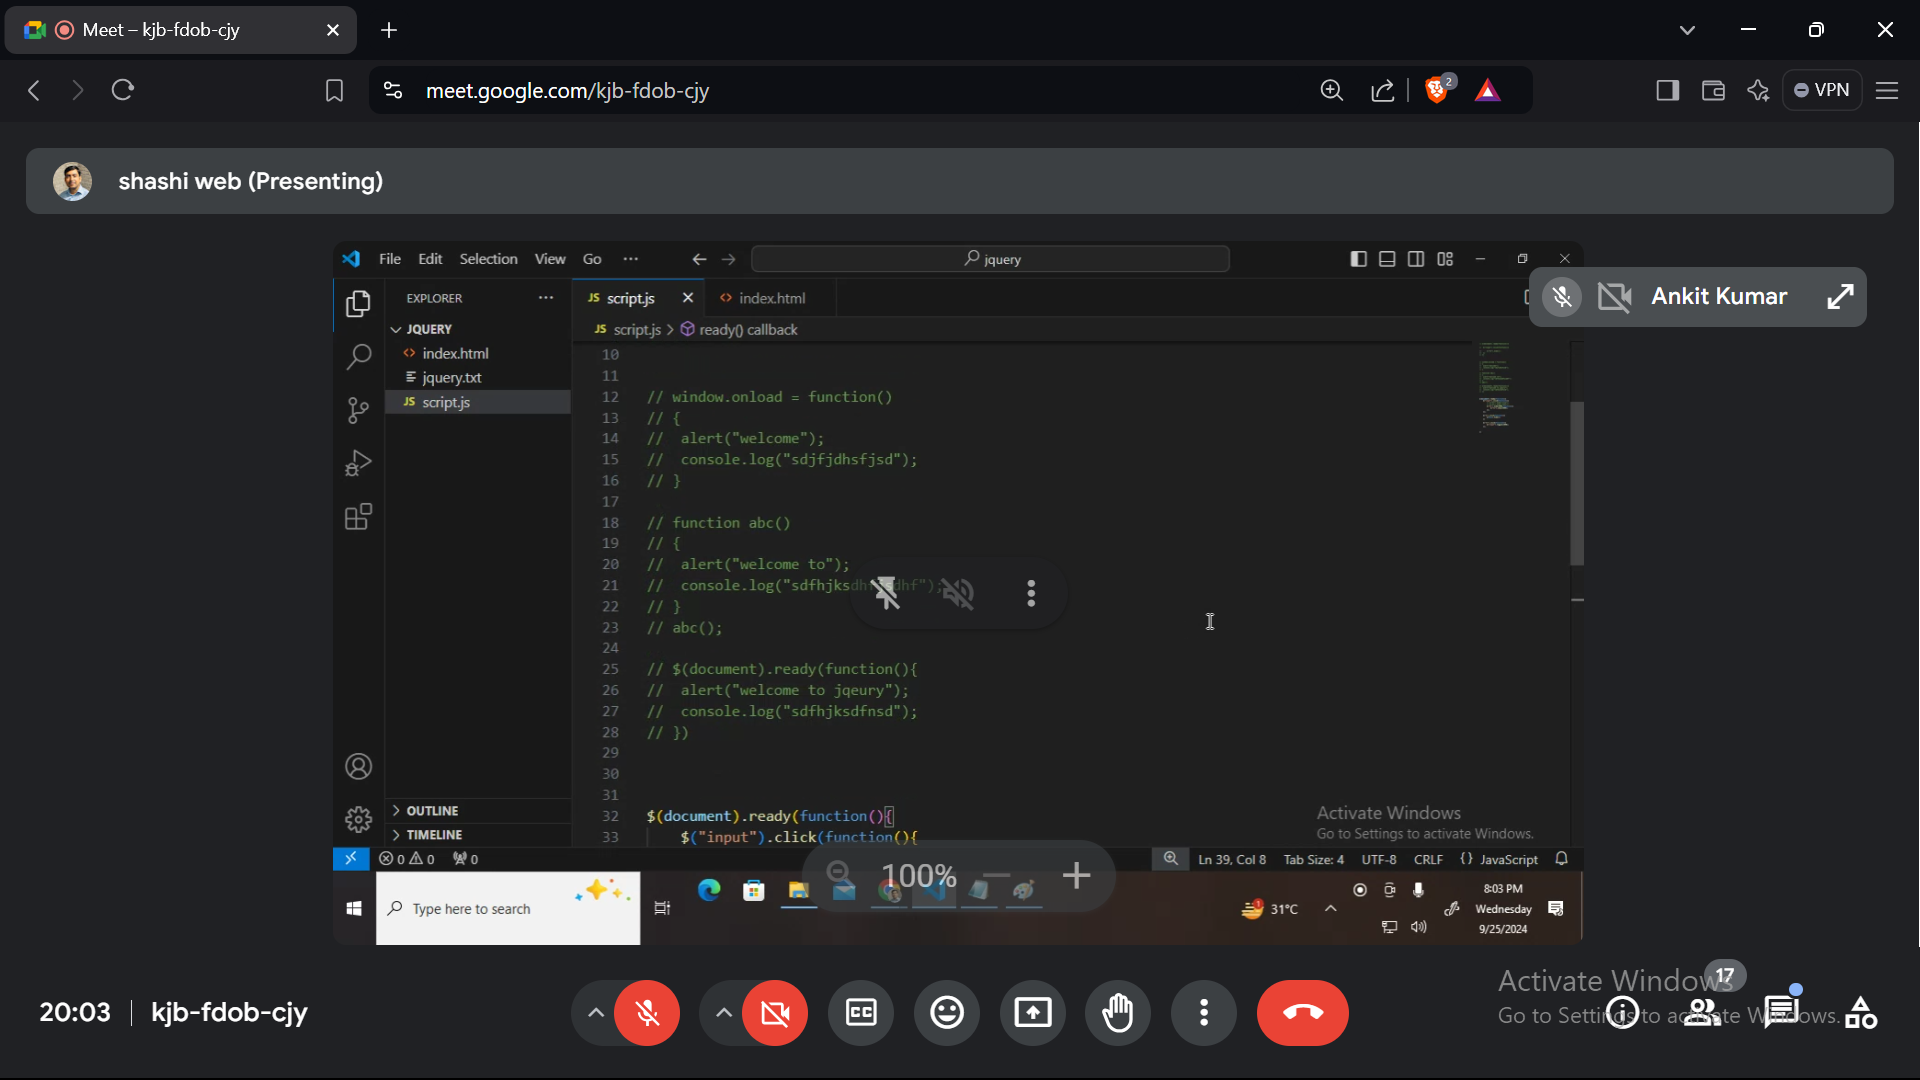 Meet – kjb-fdob-cjy
meet.google.com/kjb-fdob-cjy
2
VPN
shashi web (Presenting)
File Edit Selection View Go ···
jquery
Ankit Kumar
EXPLORER ···
JQUERY
index.html
jquery.txt
JS script.js
OUTLINE
TIMELINE
JS script.js
index.html
JS script.js > ready() callback
10
11
12 // window.onload = function()
13 // {
14 // alert("welcome");
15 // console.log("sdjfjdhsfjsd");
16 // }
17
18 // function abc()
19 // {
20 // alert("welcome to");
21 // console.log("
22 // }
23 // abc();
24
25 // $(document).ready(function(){
26 // alert("welcome to jqeury");
27 // console.log("sdfhjksdfnsd");
28 // })
29
30
31
32 $(document).ready(function(){
33 $("input").click(function(){
Activate Windows
Go to Settings to activate Windows.
0 0 0
Ln 39, Col 8 Tab Size: 4 UTF-8 CRLF {} JavaScript
100%
Type here to search
1
31°C
8:03 PM
Wednesday
9/25/2024
20:03 | kjb-fdob-cjy
CC
17
Activate Windows
Go to Settings to activate Windows.